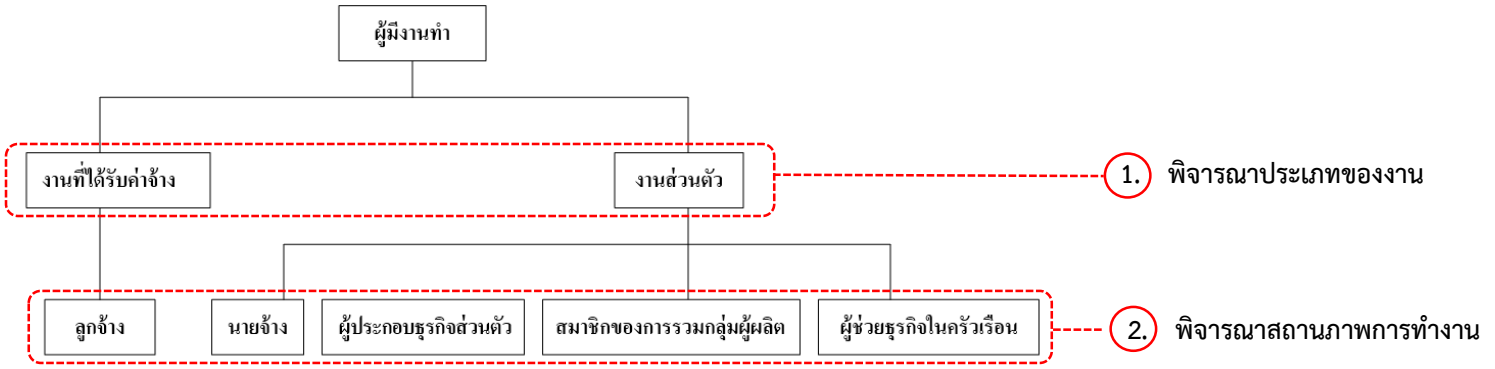 ผู้มีงานทำ
งานที่ได้รับค่าจ้าง
งานส่วนตัว
1. พิจารณาประเภทของงาน
ลูกจ้าง
นายจ้าง
ผู้ประกอบธุรกิจส่วนตัว
สมาชิกของการรวมกลุ่มผู้ผลิต
ผู้ช่วยธุรกิจในครัวเรือน
2. พิจารณาสถานภาพการทำงาน